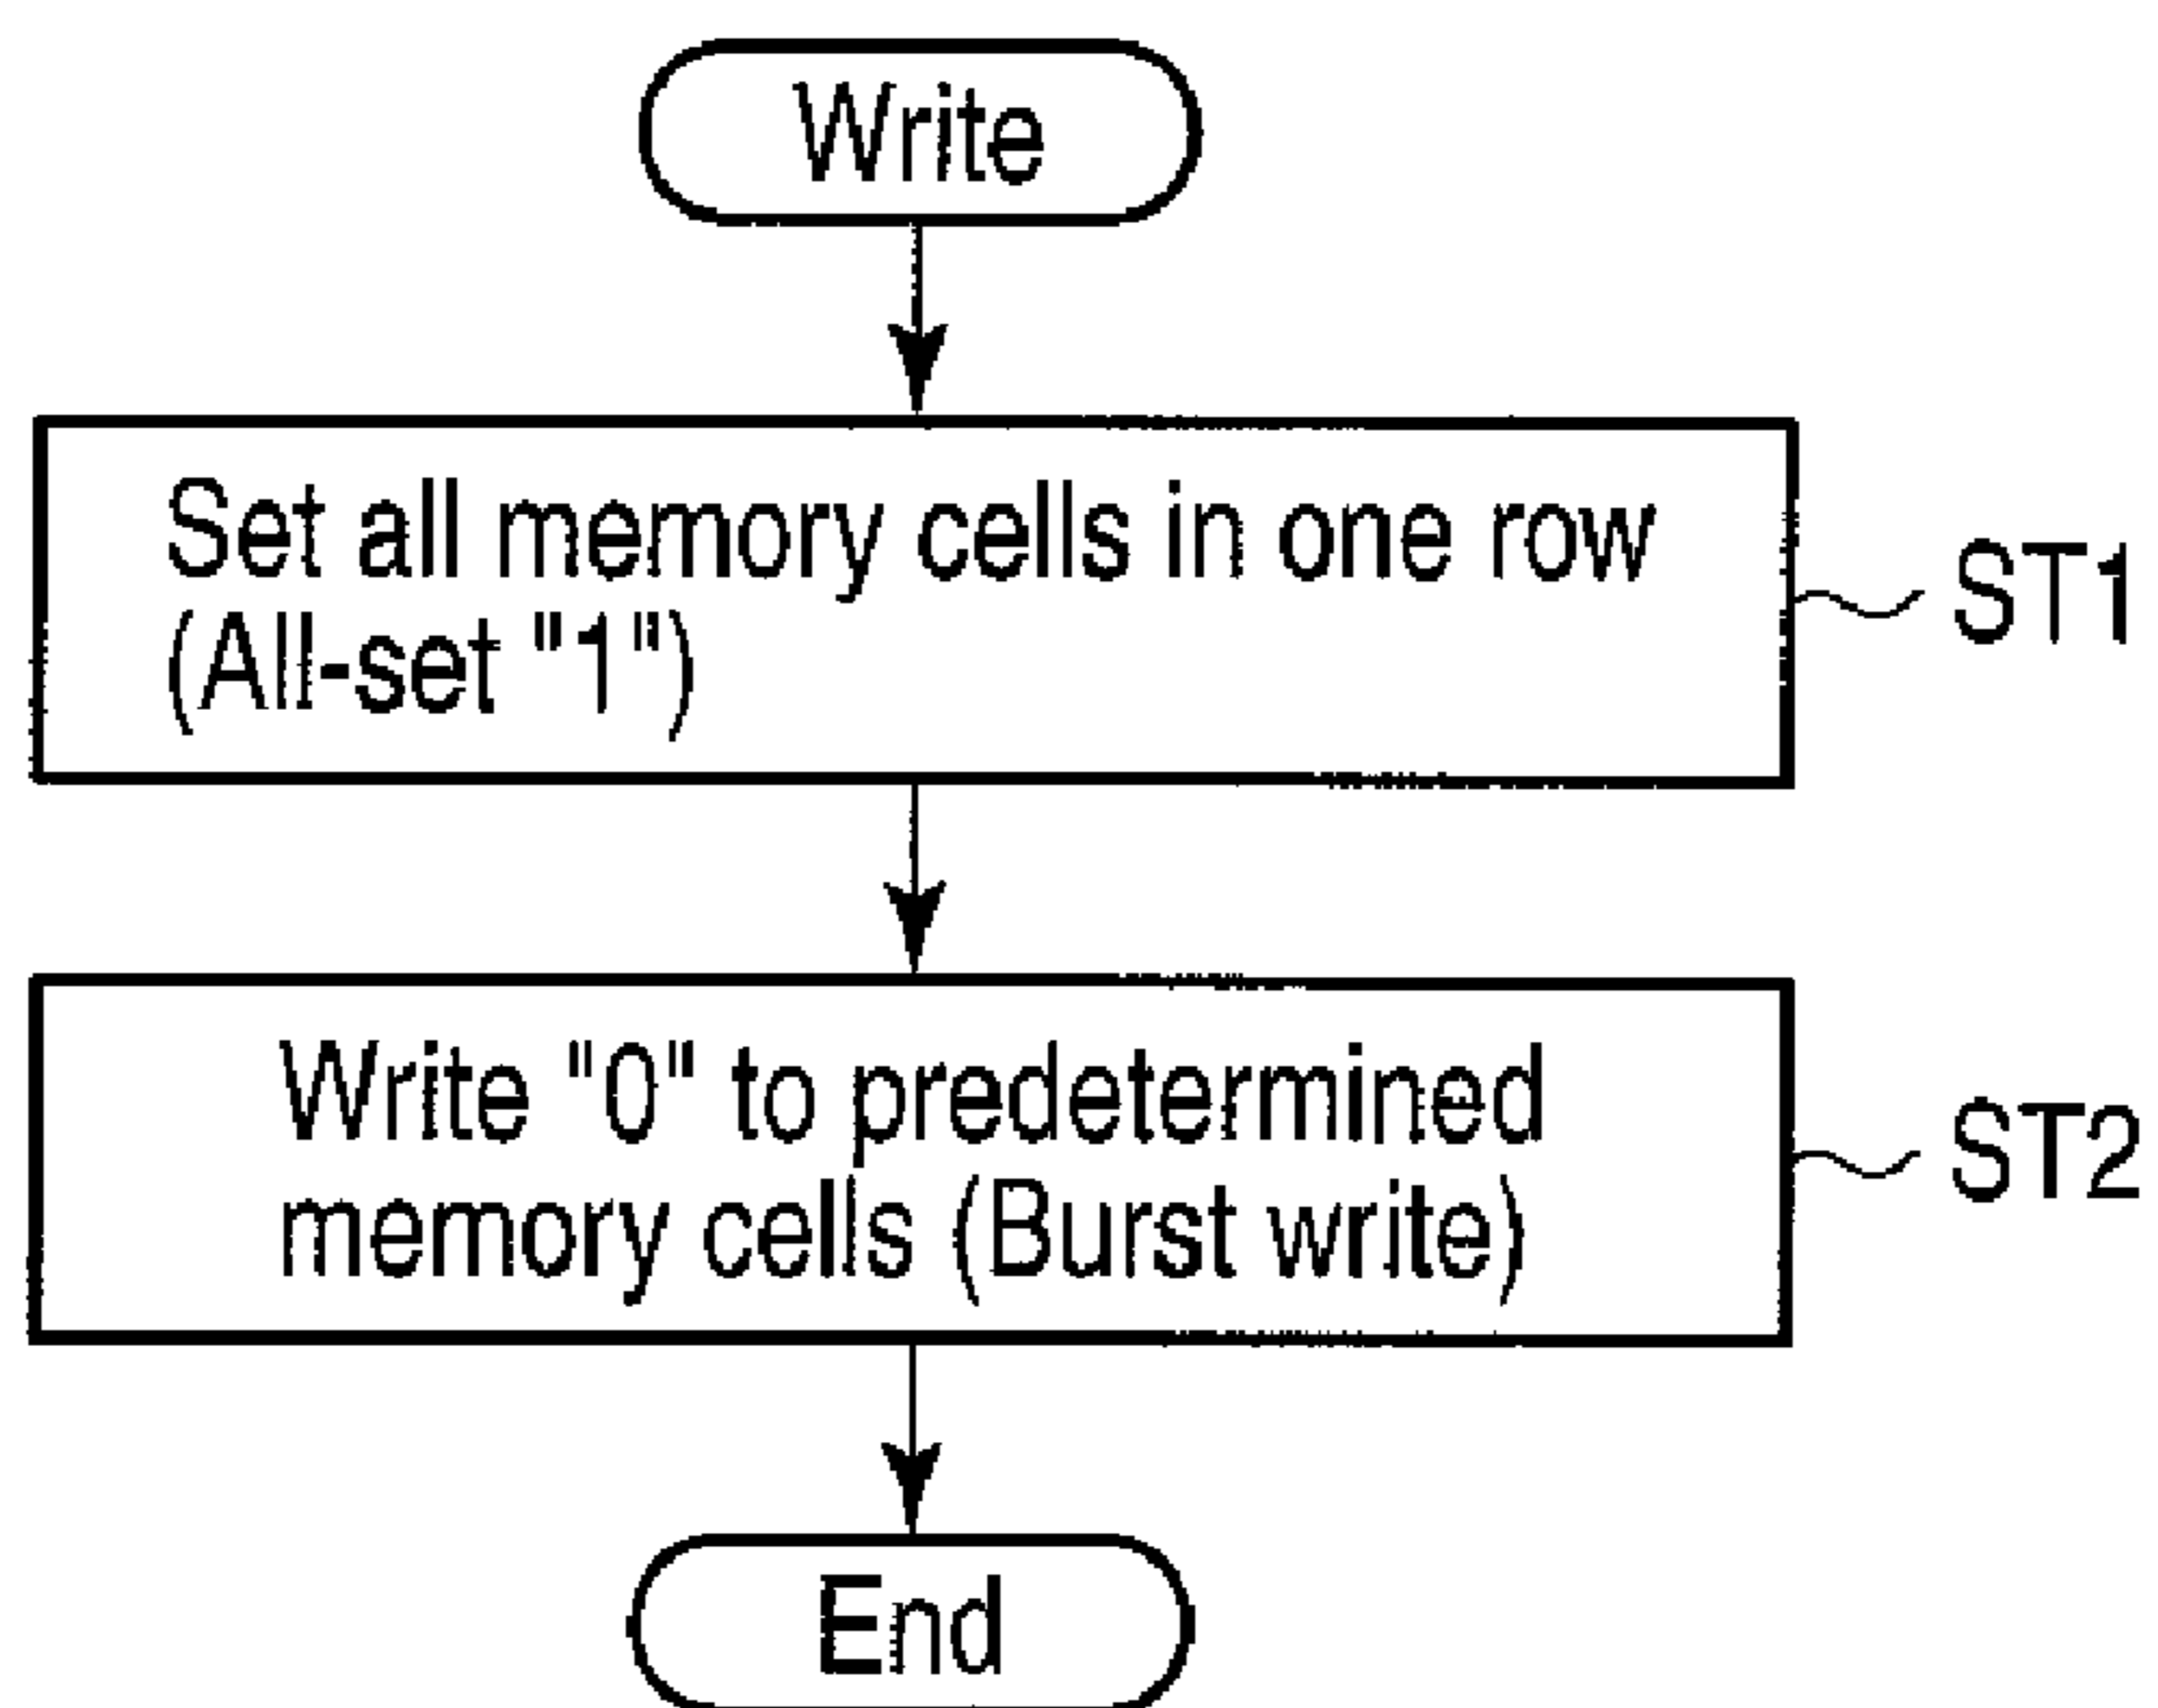 Write
Set all memory cells in one row
(All-set "1")
ST1
Write "0" to predetermined
memory cells (Burst write)
ST2
End